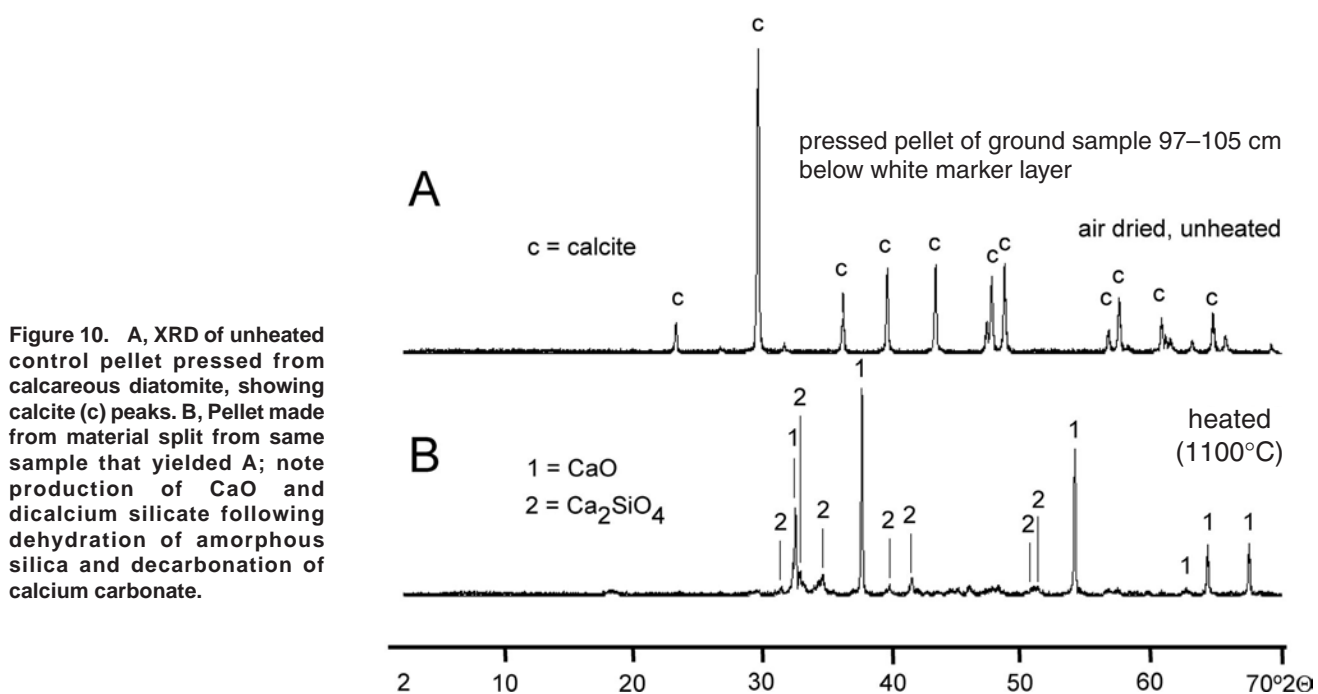 Figure 10. A, XRD of unheated
control pellet pressed from
calcareous diatomite, showing
calcite (c) peaks. B, Pellet made
from material split from same
sample that yielded A; note
production of CaO and
dicalcium silicate following
dehydration of amorphous
silica and decarbonation of
calcium carbonate.
A
c = calcite
pressed pellet of ground sample 97–105 cm
below white marker layer
air dried, unheated
c
c
c
c
c
c
c
c
c
c
c
B
1 = CaO
2 = Ca₂SiO₄
heated
(1100°C)
2
1
2
2
1
2
2
2
2
1
1
1
1
2 10 20 30 40 50 60 70°2Θ